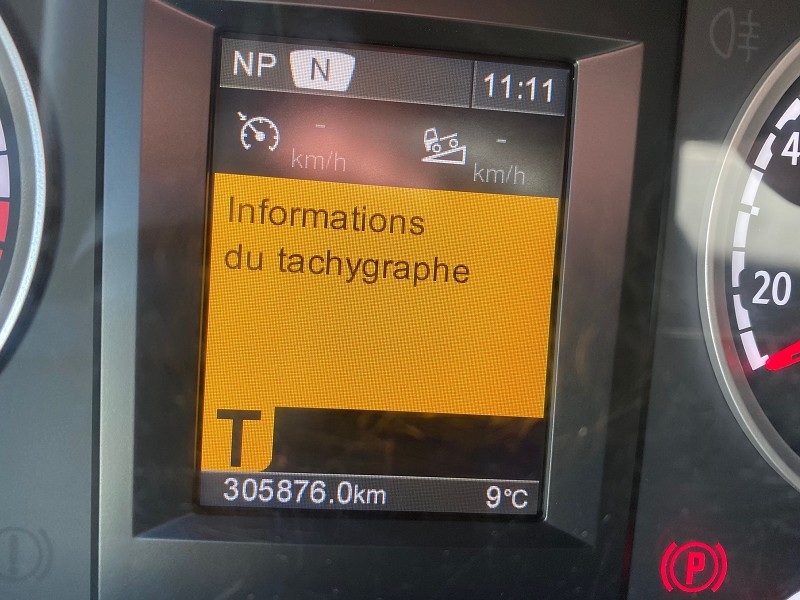 NP N 11:11
- -
km/h km/h
Informations
du tachygraphe
T
305876.0km 9°C
20
4
P